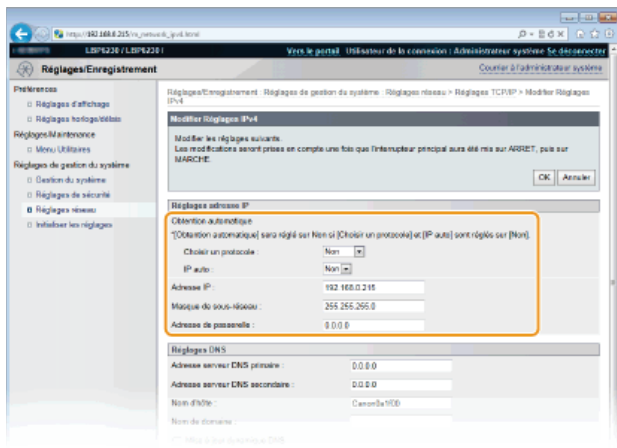 http://192.168.0.215/m_network_ipv4.html
LBP6230 / LBP6230
Vers le portail Utilisateur de la connexion : Administrateur système Se déconnecter
Réglages/Enregistrement
Courrier à l'administrateur système
Préférences
Réglages d'affichage
Réglages horloge/délais
Réglages/Maintenance
Menu Utilitaires
Réglages de gestion du système
Gestion du système
Réglages de sécurité
Réglages réseau
Initialiser les réglages
Réglages/Enregistrement : Réglages de gestion du système : Réglages réseau > Réglages TCP/IP > Modifier Réglages IPv4
Modifier Réglages IPv4
Modifier les réglages suivants.
Les modifications seront prises en compte une fois que l'interrupteur principal aura été mis sur ARRET, puis sur MARCHE.
OK Annuler
Réglages adresse IP
Obtention automatique
*[Obtention automatique] sera réglé sur Non si [Choisir un protocole] et [IP auto] sont réglés sur [Non].
Choisir un protocole : Non
IP auto : Non
Adresse IP : 192.168.0.215
Masque de sous-réseau : 255.255.255.0
Adresse de passerelle : 0.0.0.0
Réglages DNS
Adresse serveur DNS primaire : 0.0.0.0
Adresse serveur DNS secondaire : 0.0.0.0
Nom d'hôte :
Nom de domaine :
Mise à jour dynamique DNS